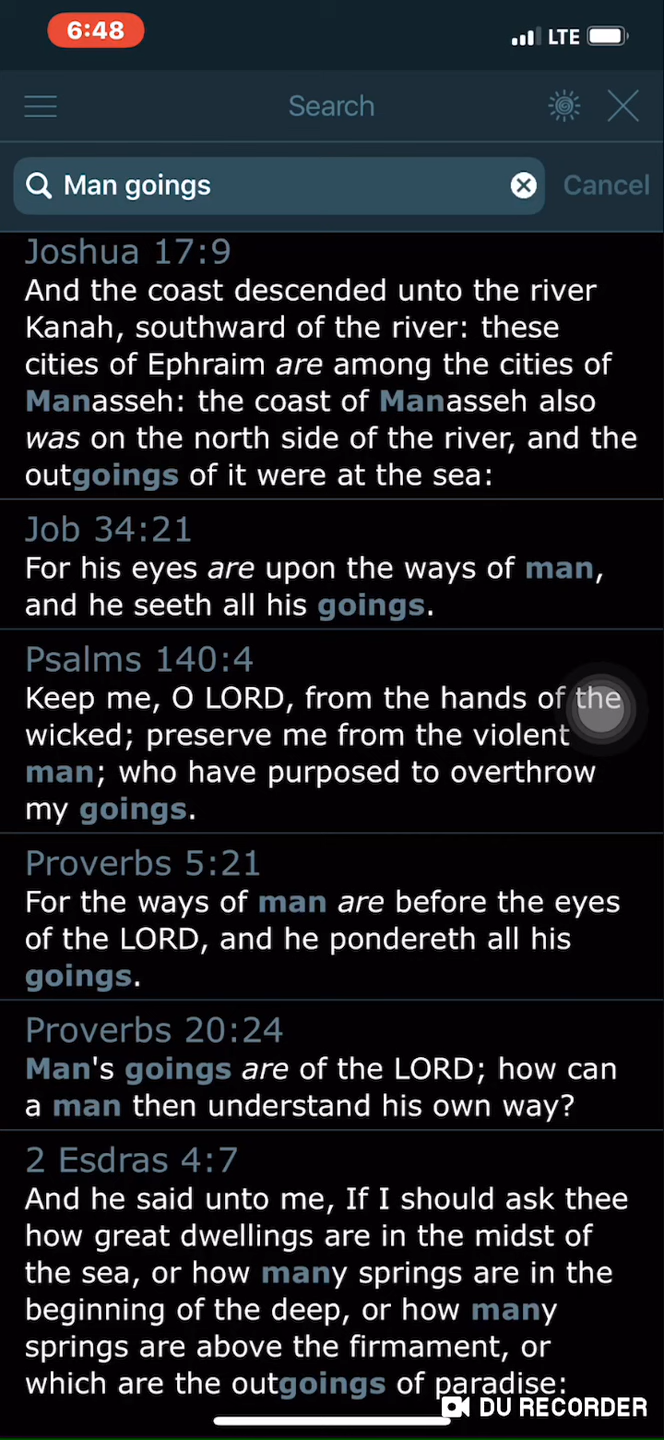 6:48
LTE
Search
Man goings
Cancel
Joshua 17:9
And the coast descended unto the river
Kanah, southward of the river: these
cities of Ephraim are among the cities of
Manasseh: the coast of Manasseh also
was on the north side of the river, and the
outgoings of it were at the sea:
Job 34:21
For his eyes are upon the ways of man,
and he seeth all his goings.
Psalms 140:4
Keep me, O LORD, from the hands of the
wicked; preserve me from the violent
man; who have purposed to overthrow
my goings.
Proverbs 5:21
For the ways of man are before the eyes
of the LORD, and he pondereth all his
goings.
Proverbs 20:24
Man's goings are of the LORD; how can
a man then understand his own way?
2 Esdras 4:7
And he said unto me, If I should ask thee
how great dwellings are in the midst of
the sea, or how many springs are in the
beginning of the deep, or how many
springs are above the firmament, or
which are the outgoings of paradise:
DU RECORDER